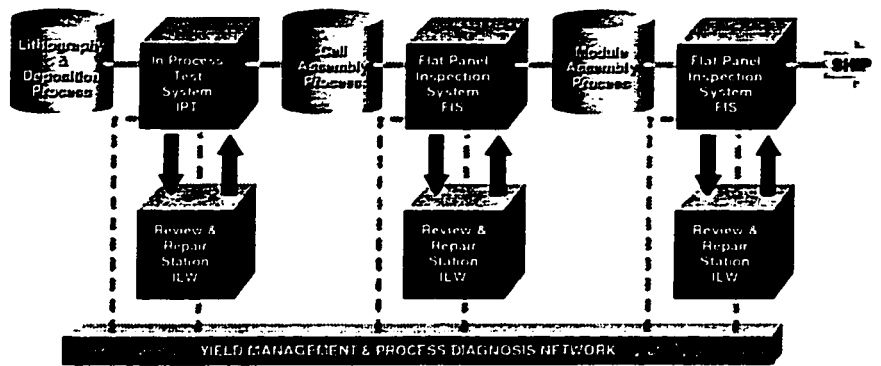 Lithography
&
Deposition
Process
In Process
Test
System
IPT
Cell
Assembly
Process
Flat Panel
Inspection
System
FIS
Module
Assembly
Process
Flat Panel
Inspection
System
FIS
SHIP
Review &
Repair
Station
ILW
Review &
Repair
Station
ILW
Review &
Repair
Station
ILW
YIELD MANAGEMENT & PROCESS DIAGNOSIS NETWORK